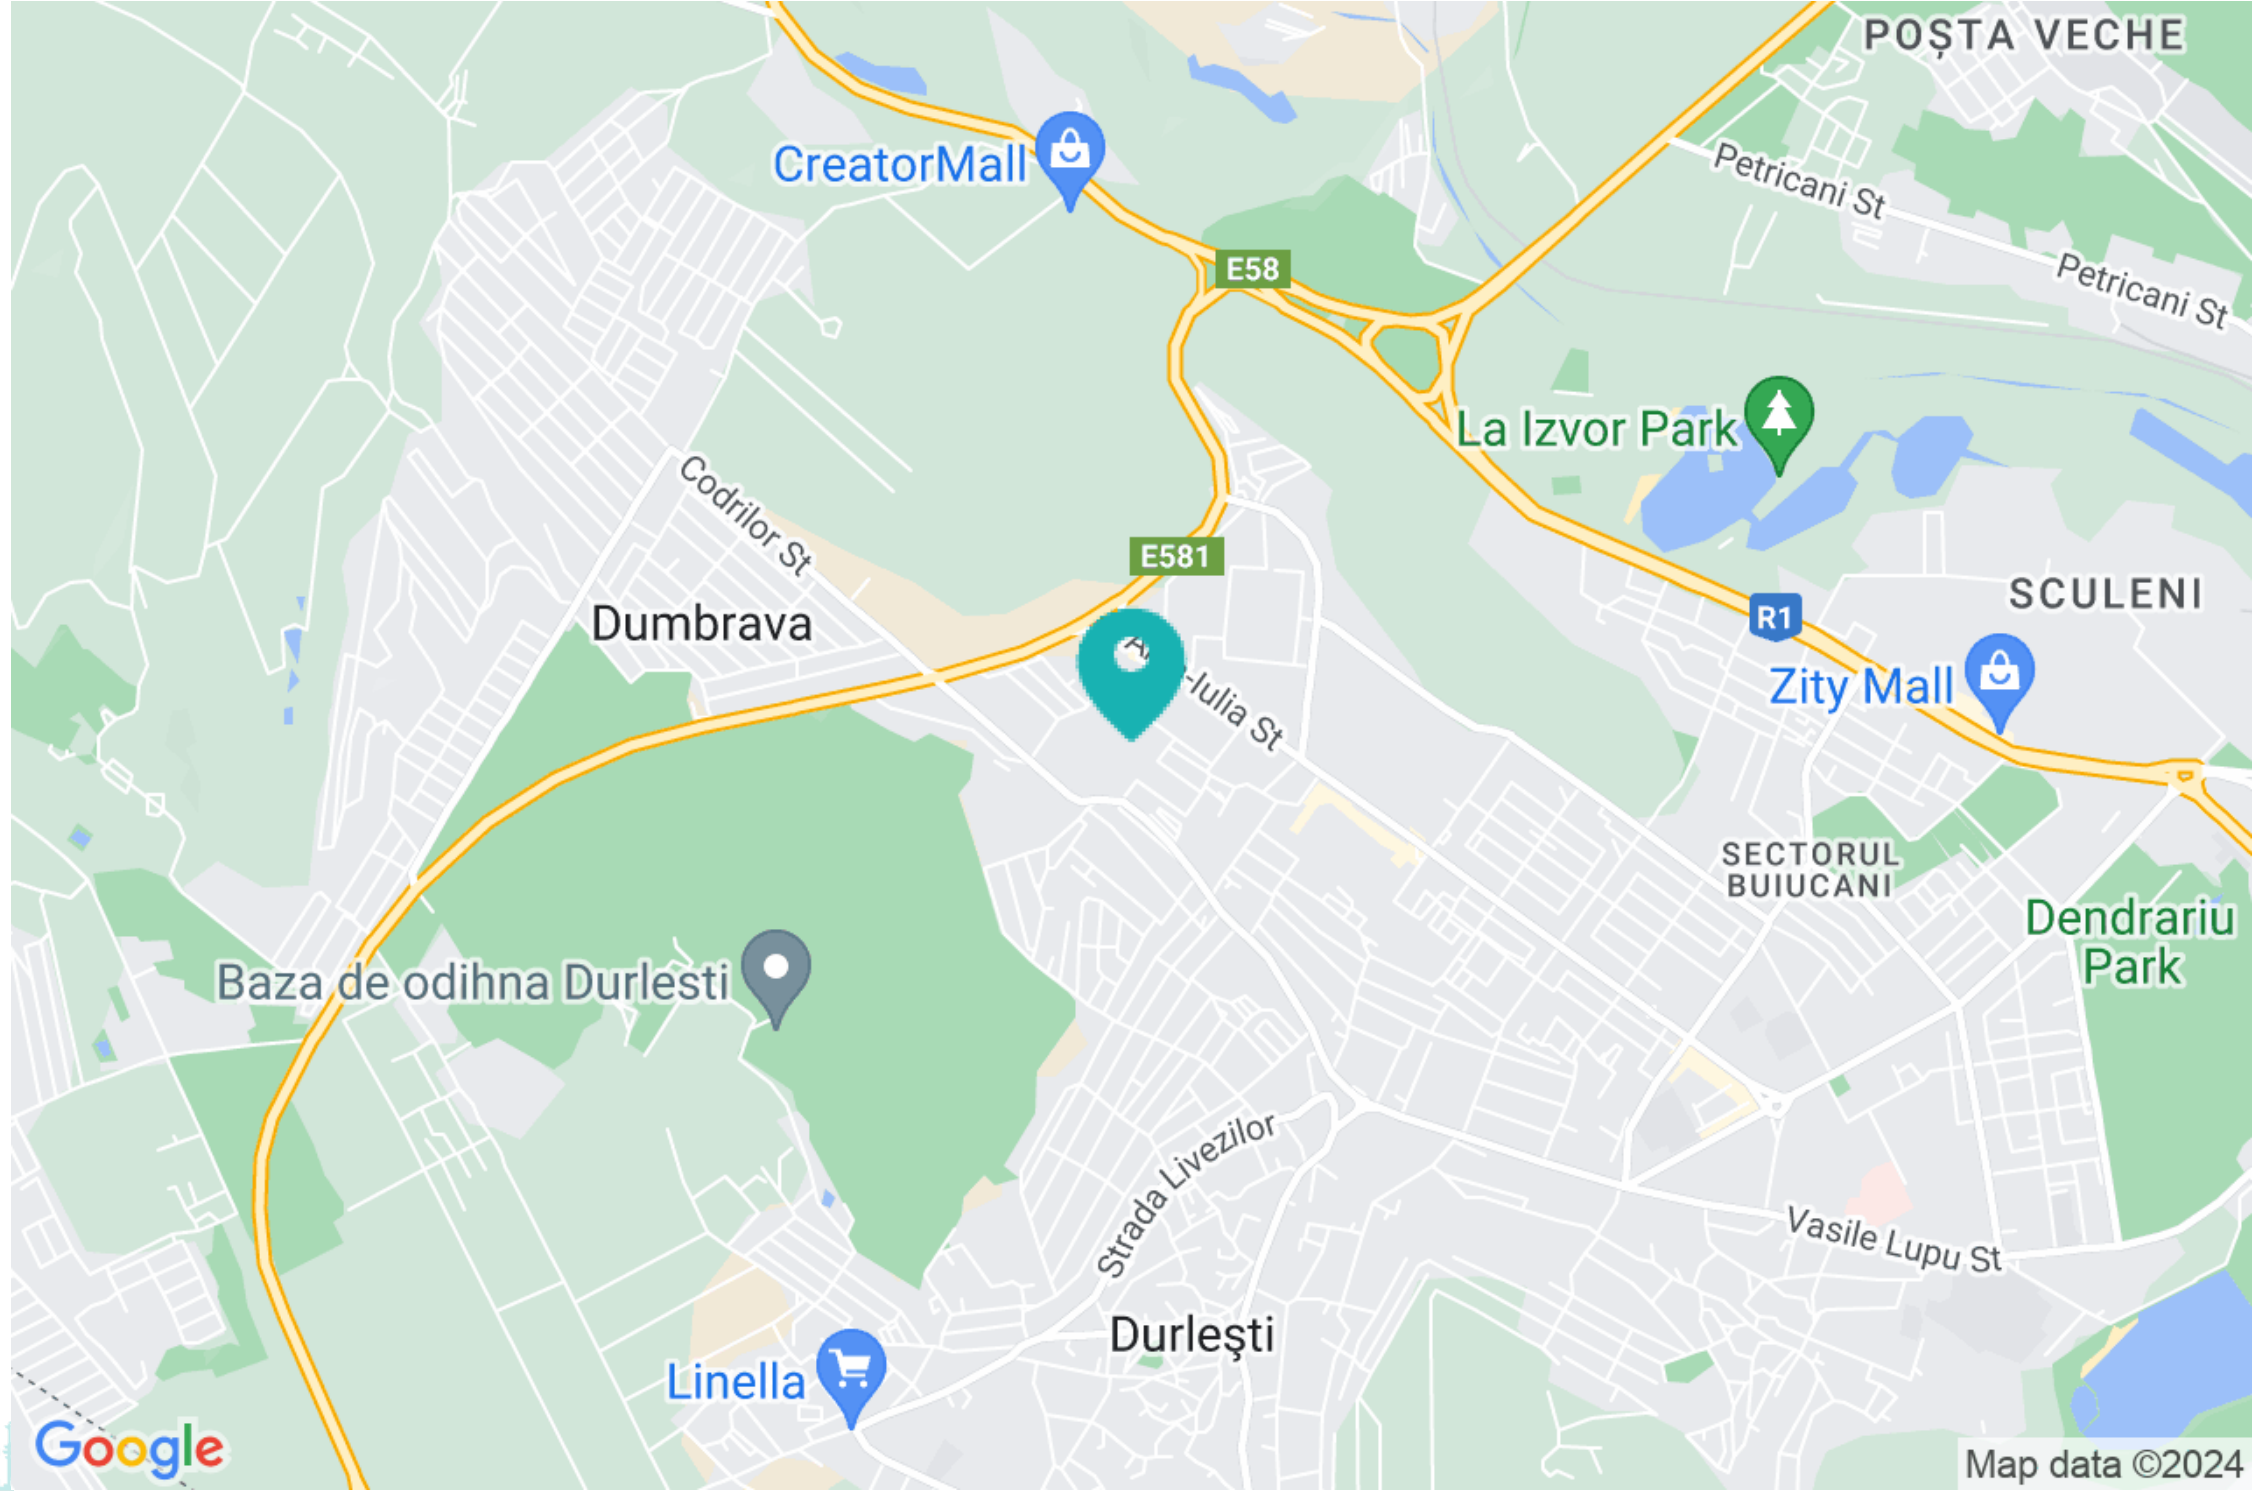 POȘTA VECHE
Petricani St
CreatorMall
E58
Petricani St
La Izvor Park
Codrilor St
E581
SCULENI
Dumbrava
R1
-Iulia St
Zity Mall
SECTORUL
BUIUCANI
Dendrariu
Park
Baza de odihna Durlesti
Strada Livezilor
Vasile Lupu St
Durleşti
Linella
Google
Map data ©2024